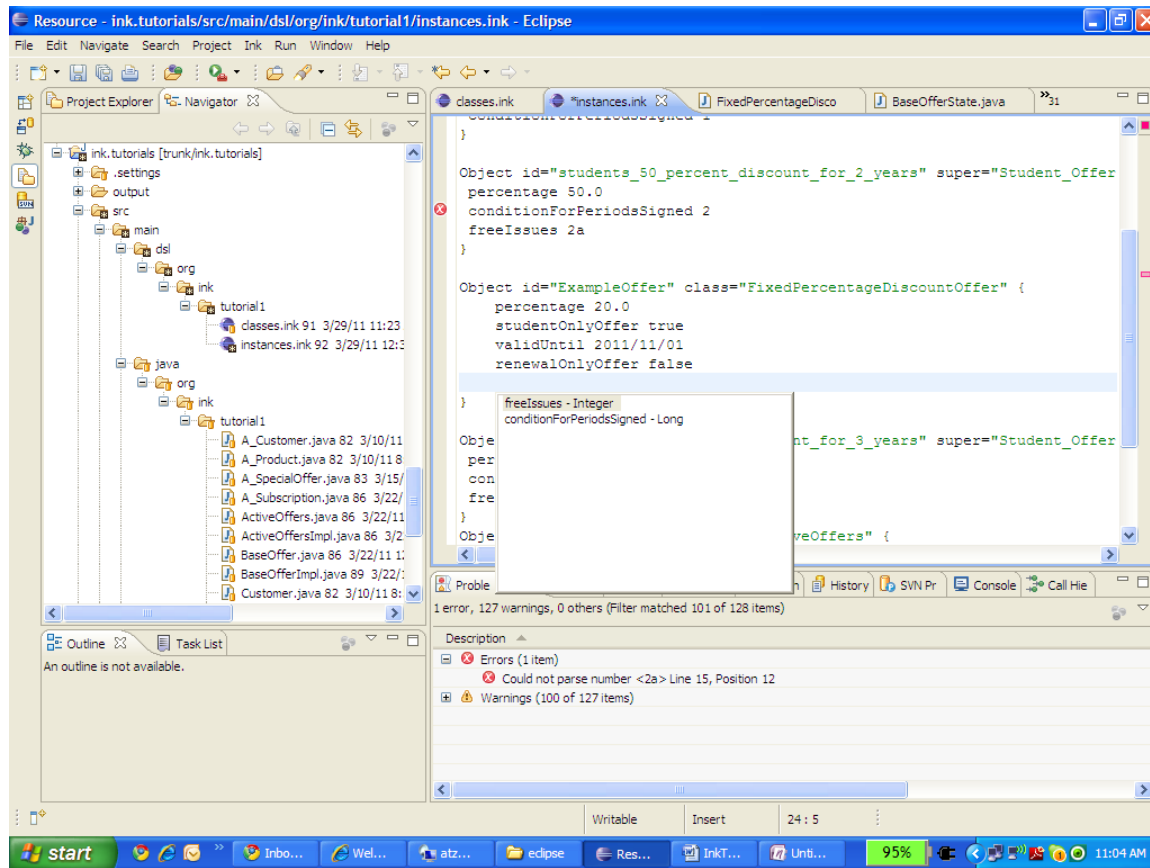 Resource - ink.tutorials/src/main/dsl/org/ink/tutorial1/instances.ink - Eclipse
File Edit Navigate Search Project Ink Run Window Help
Project Explorer Navigator
classes.ink *instances.ink FixedPercentageDisco BaseOfferState.java »31
ink.tutorials [trunk/ink.tutorials]
.settings
output
src
main
dsl
org
ink
tutorial1
classes.ink 91 3/29/11 11:23
instances.ink 92 3/29/11 12:3
java
org
ink
tutorial1
A_Customer.java 82 3/10/11
A_Product.java 82 3/10/11 8
A_SpecialOffer.java 83 3/15/
A_Subscription.java 86 3/22/
ActiveOffers.java 86 3/22/11
ActiveOffersImpl.java 86 3/2
BaseOffer.java 86 3/22/11 1
BaseOfferImpl.java 89 3/22/
Customer.java 82 3/10/11 8:
conditionForPeriodsSigned 1
}
Object id="students_50_percent_discount_for_2_years" super="Student_Offer
percentage 50.0
conditionForPeriodsSigned 2
freeIssues 2a
}
Object id="ExampleOffer" class="FixedPercentageDiscountOffer" {
percentage 20.0
studentOnlyOffer true
validUntil 2011/11/01
renewalOnlyOffer false
}
freeIssues - Integer
conditionForPeriodsSigned - Long
Obje nt_for_3_years" super="Student_Offer
per
con
fre
}
Obje veOffers" {
Outline Task List
An outline is not available.
Proble n History SVN Pr Console Call Hie
1 error, 127 warnings, 0 others (Filter matched 101 of 128 items)
Description
Errors (1 item)
Could not parse number <2a> Line 15, Position 12
Warnings (100 of 127 items)
Writable Insert 24 : 5
start Inbo... Wel... atz... eclipse Res... InkT... Unti... 95% 11:04 AM